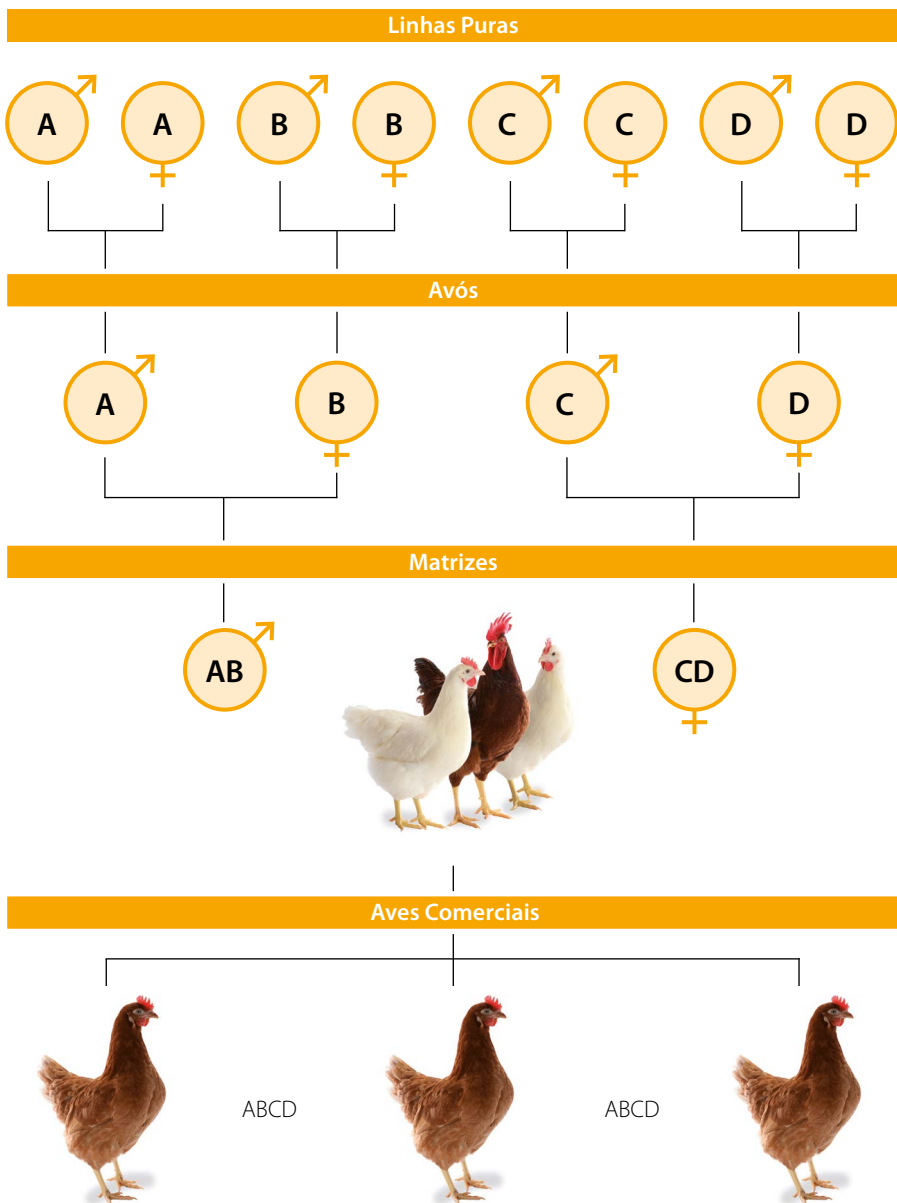 Linhas Puras
A A B B C C D D
Avós
A B C D
Matrizes
AB CD
Aves Comerciais
ABCD ABCD